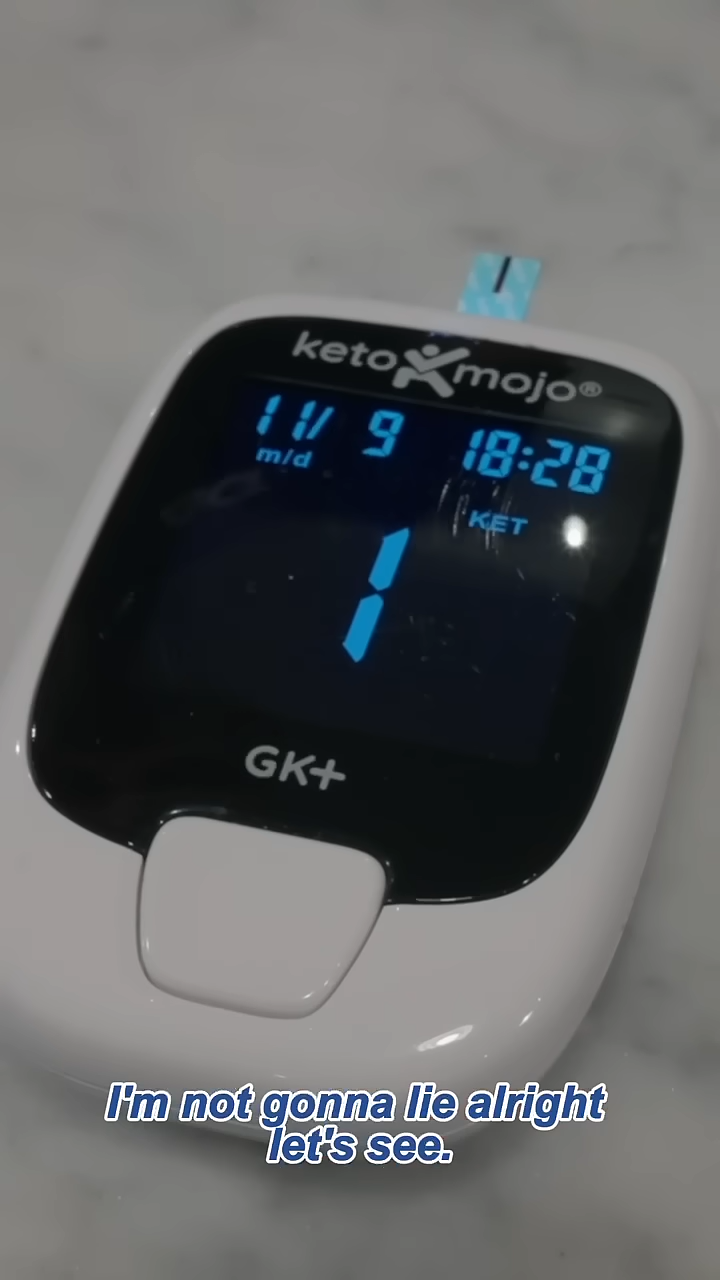 keto mojo®
11/ 9 18:28
m/d
KET
1
GK+
I'm not gonna lie alright
let's see.